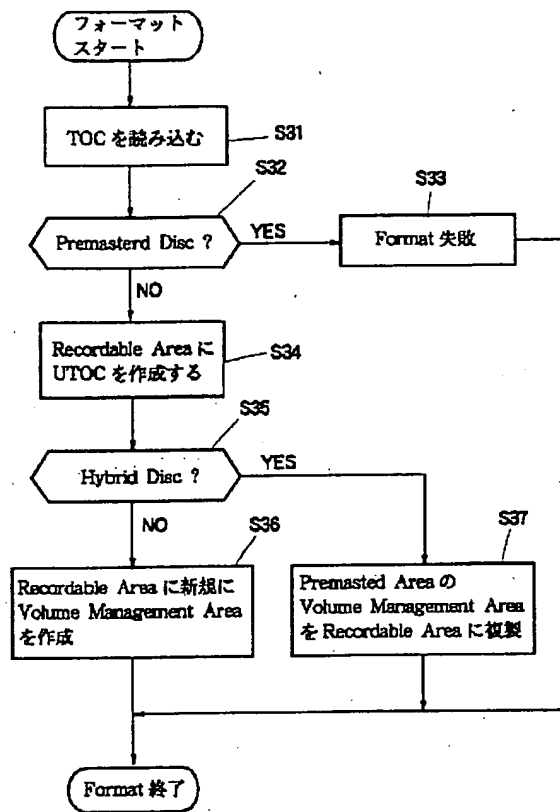 フォーマット
スタート
TOC を読み込む
S31
S32
Premasterd Disc ?
YES
S33
Format 失敗
NO
Recordable Area に
UTOC を作成する
S34
S35
Hybrid Disc ?
YES
NO
S36
Recordable Area に新規に
Volume Management Area
を作成
S37
Premasted Area の
Volume Management Area
を Recordable Area に複製
Format 終了